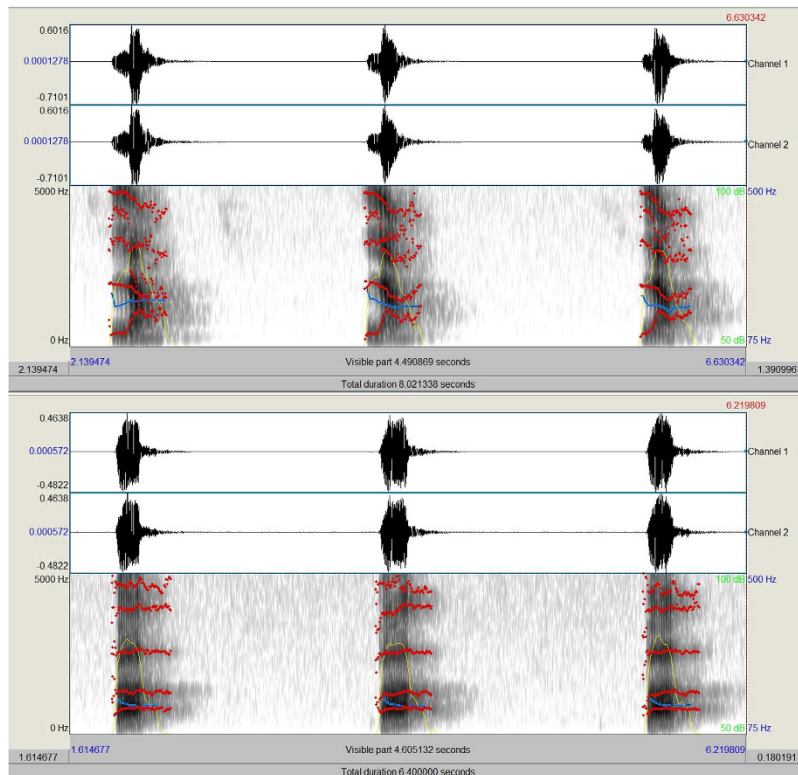 6.630342
0.6016
0.0001278
-0.7101
Channel 1
0.6016
0.0001278
-0.7101
Channel 2
5000 Hz
100 dB 500 Hz
0 Hz
50 dB 75 Hz
2.139474
2.139474
Visible part 4.490869 seconds
6.630342
1.390996
Total duration 8.021338 seconds
6.219809
0.4638
0.000572
-0.4822
Channel 1
0.4638
0.000572
-0.4822
Channel 2
5000 Hz
100 dB 500 Hz
0 Hz
50 dB 75 Hz
1.614677
1.614677
Visible part 4.605132 seconds
6.219809
0.180191
Total duration 6.400000 seconds